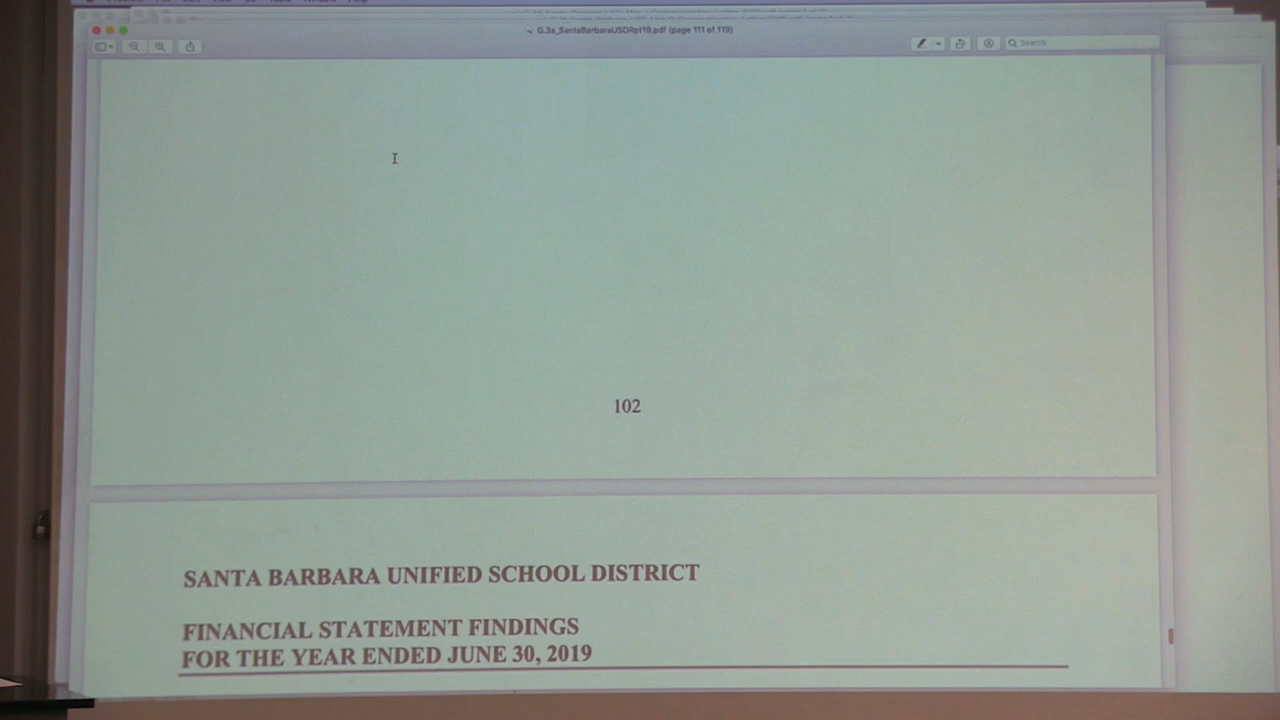 G.3a_SantaBarbaraUSDRpt19.pdf (page 111 of 119)
Search
102
SANTA BARBARA UNIFIED SCHOOL DISTRICT
FINANCIAL STATEMENT FINDINGS
FOR THE YEAR ENDED JUNE 30, 2019